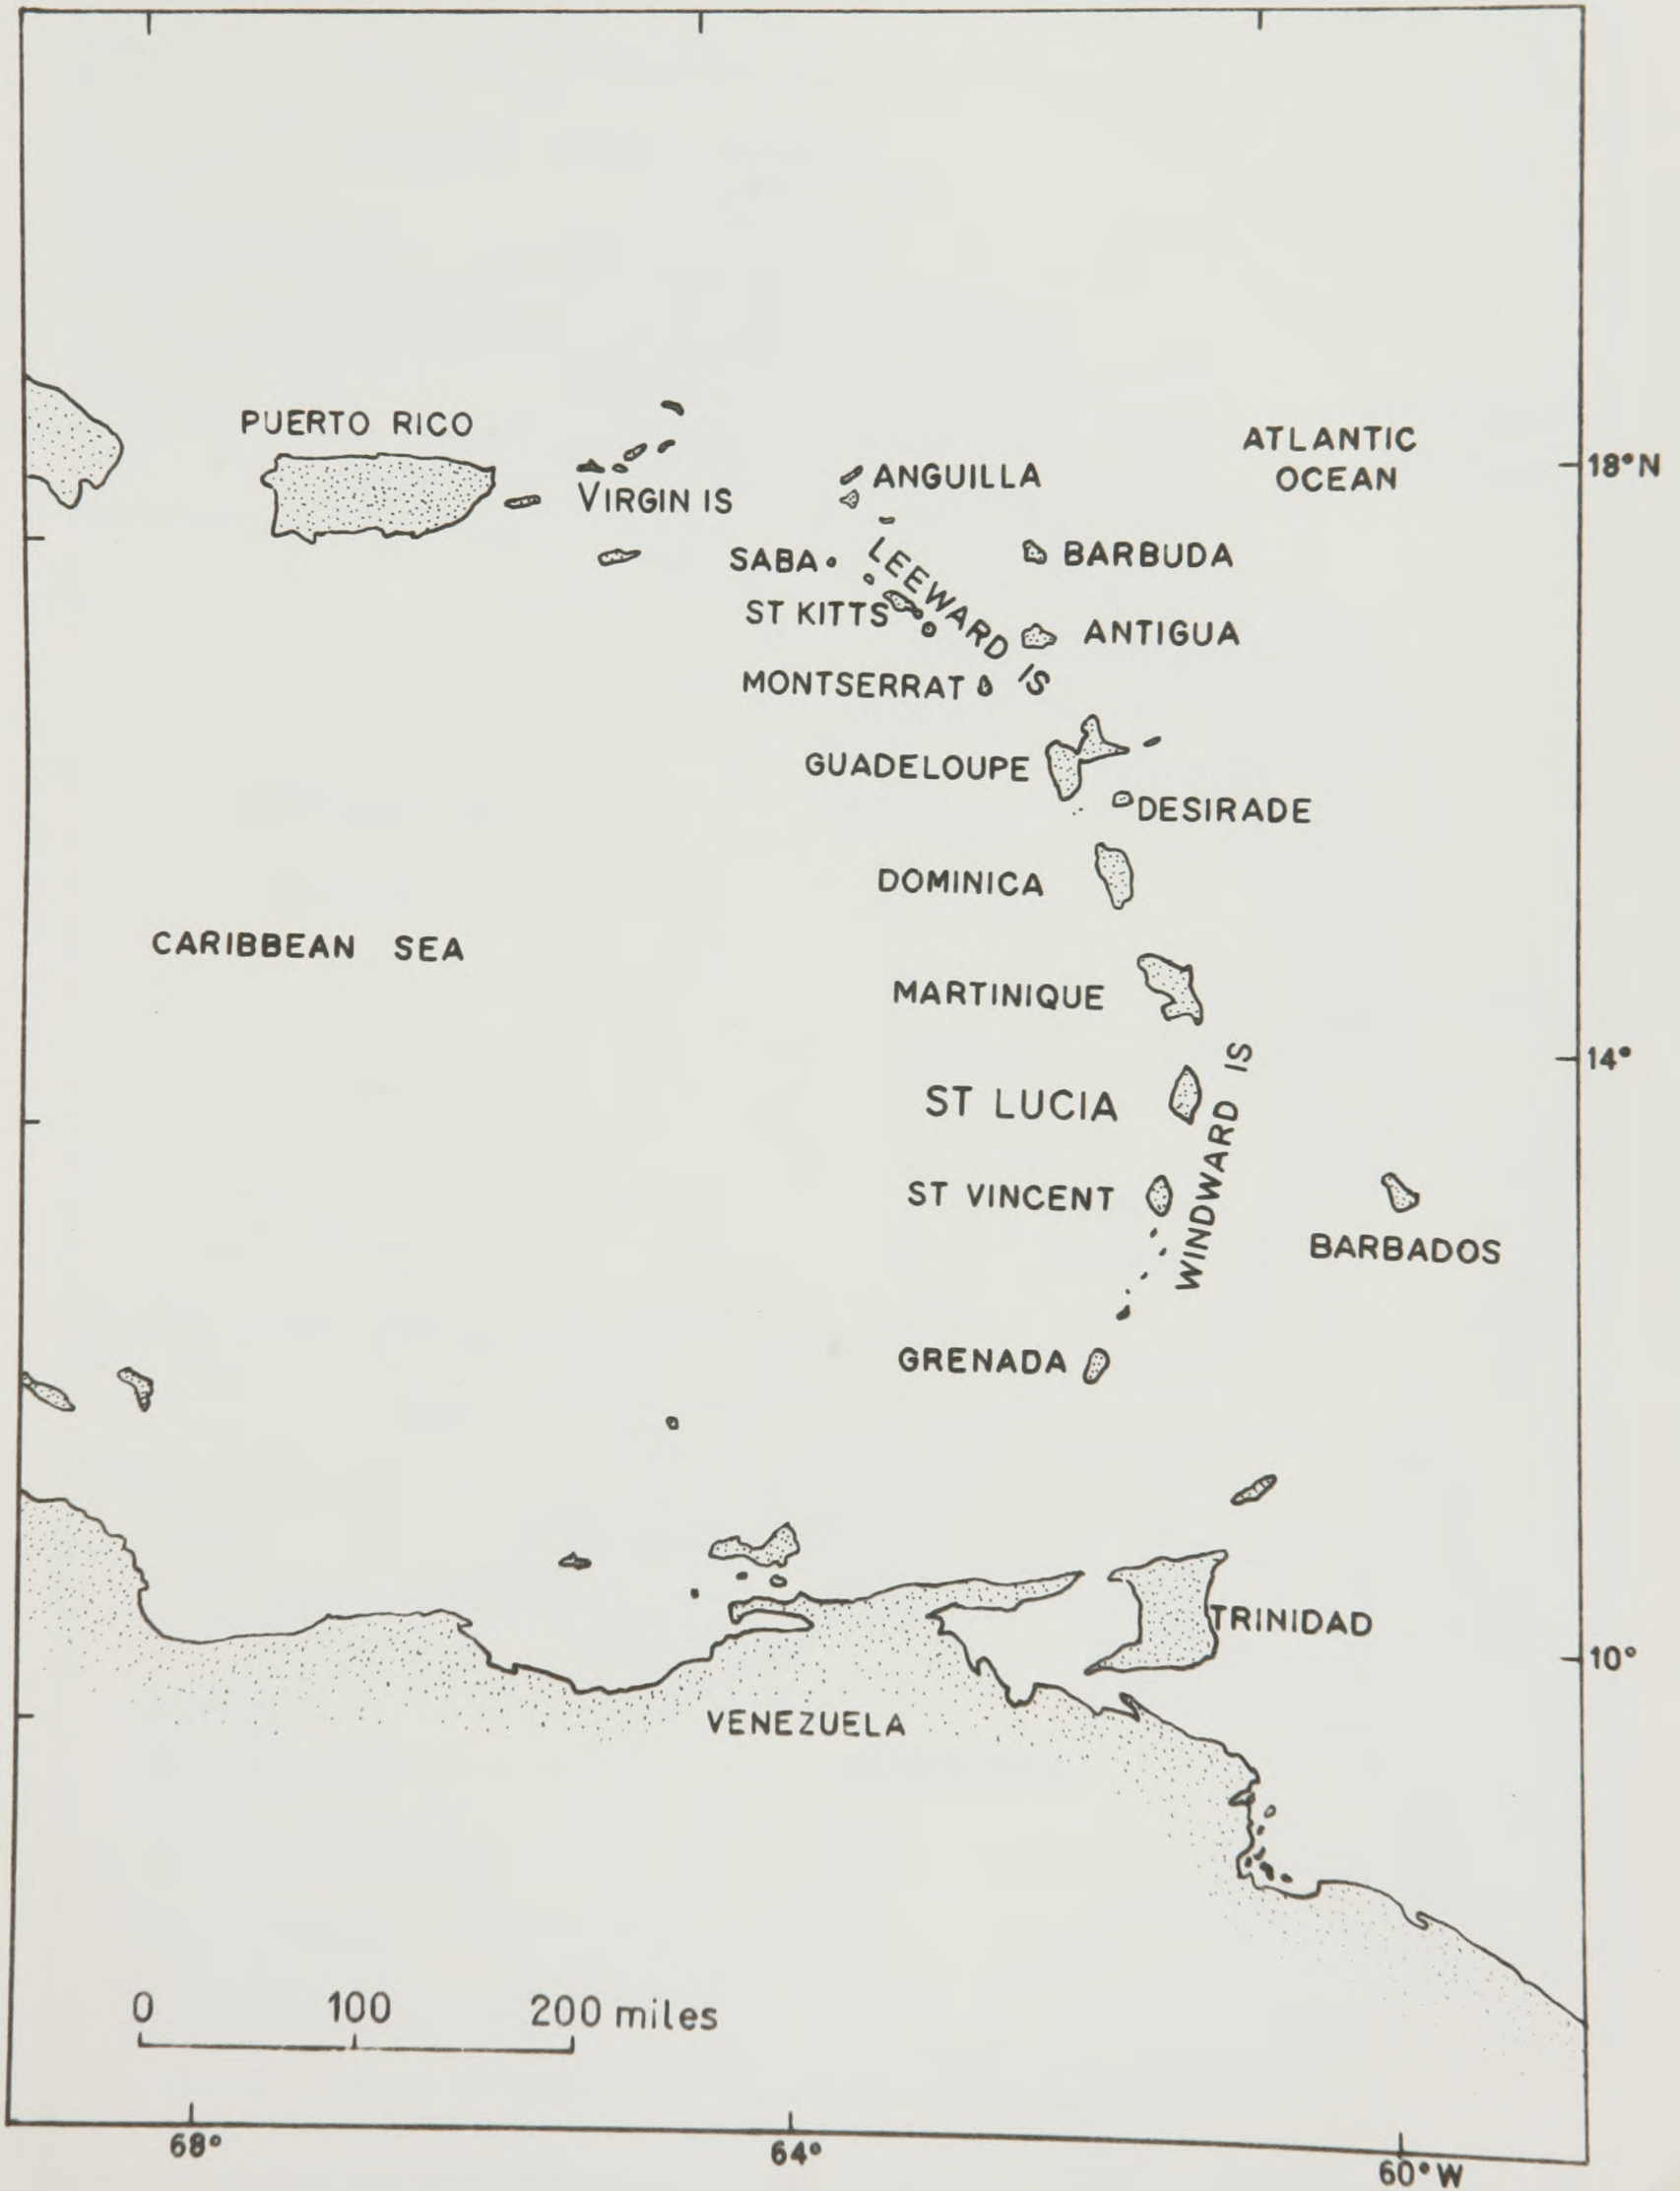 PUERTO RICO
ATLANTIC
OCEAN
18°N
ANGUILLA
VIRGIN IS
SABA
LEEWARD IS
BARBUDA
ST KITTS
ANTIGUA
MONTSERRAT
GUADELOUPE
DESIRADE
DOMINICA
CARIBBEAN SEA
MARTINIQUE
14°
ST LUCIA
WINDWARD IS
ST VINCENT
BARBADOS
GRENADA
TRINIDAD
10°
VENEZUELA
0 100 200 miles
68° 64° 60°W